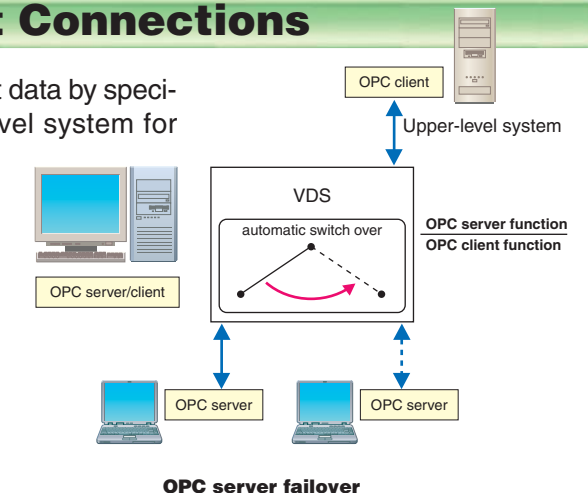 t Connections
t data by speci-
vel system for
OPC client
Upper-level system
VDS
automatic switch over
OPC server function
OPC client function
OPC server/client
OPC server
OPC server
OPC server failover